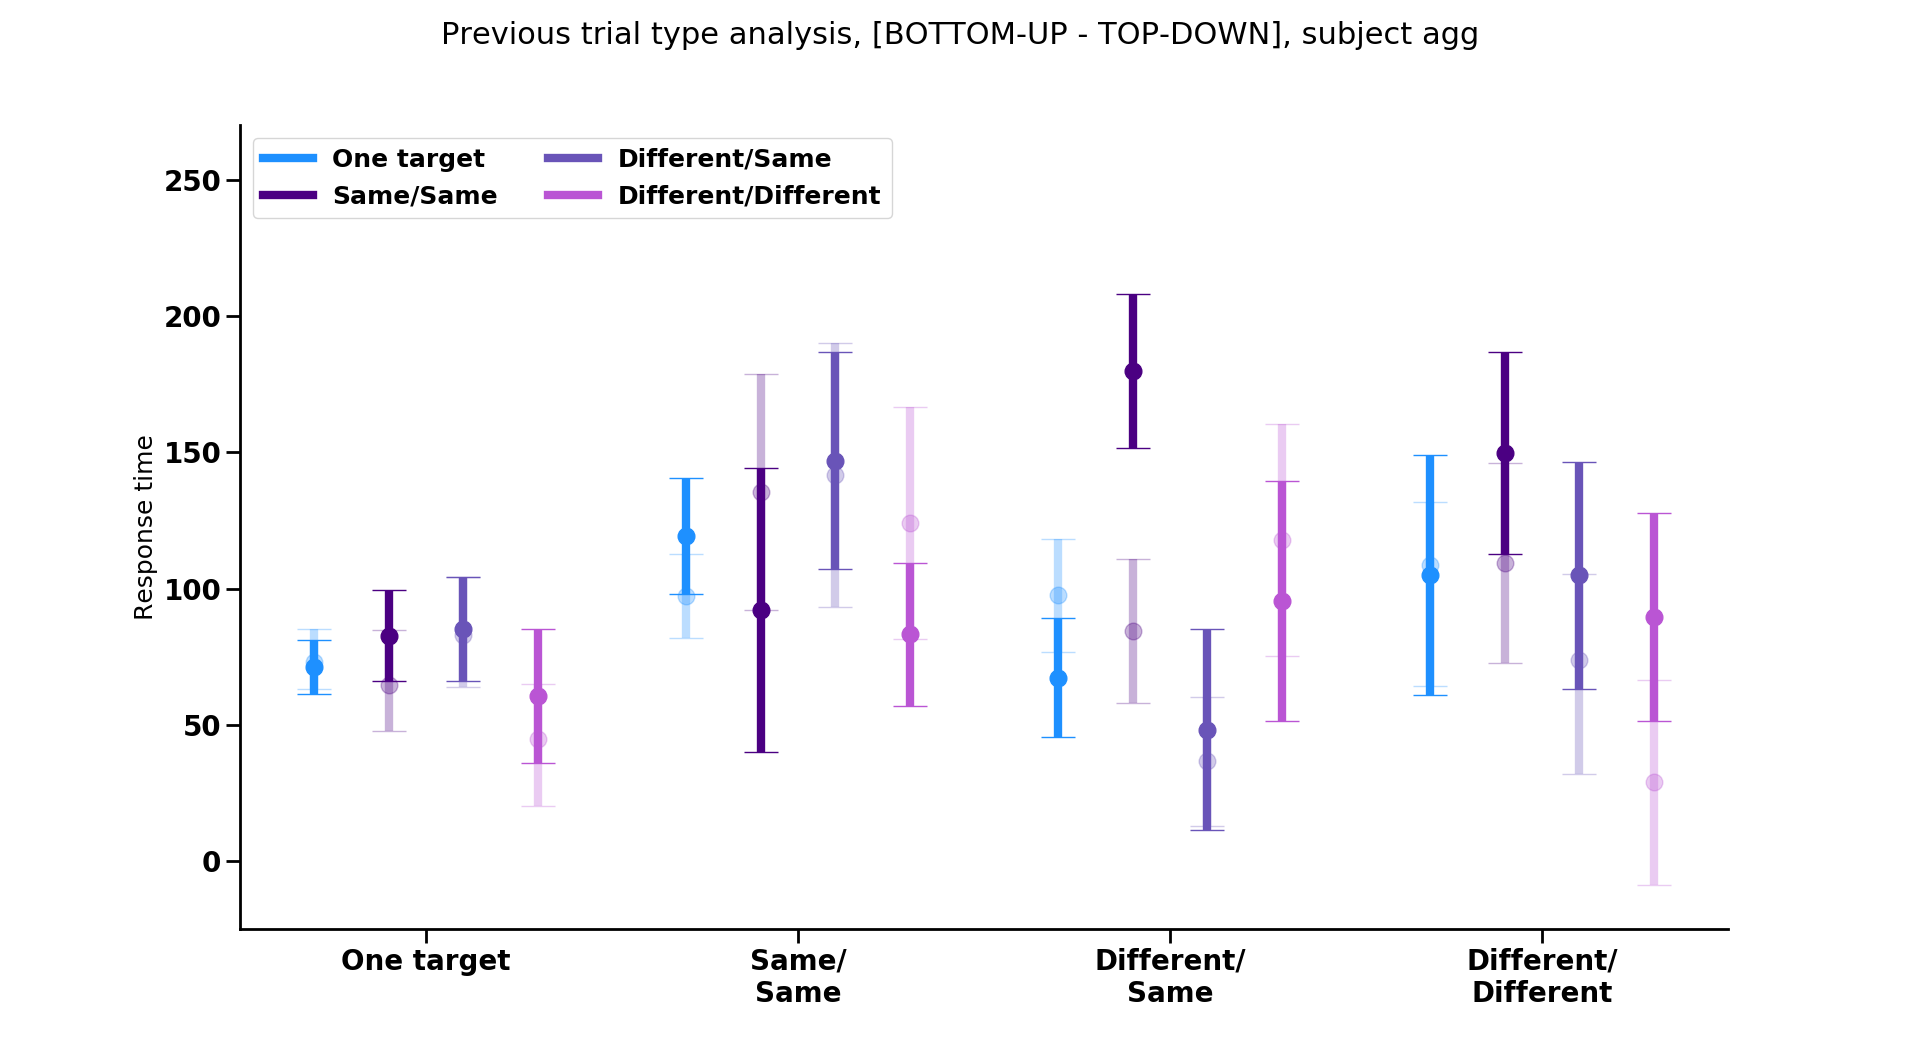 Previous trial type analysis, [BOTTOM-UP - TOP-DOWN], subject agg
One target
Same/Same
Different/Same
Different/Different
Response time
250
200
150
100
50
0
One target
Same/
Same
Different/
Same
Different/
Different